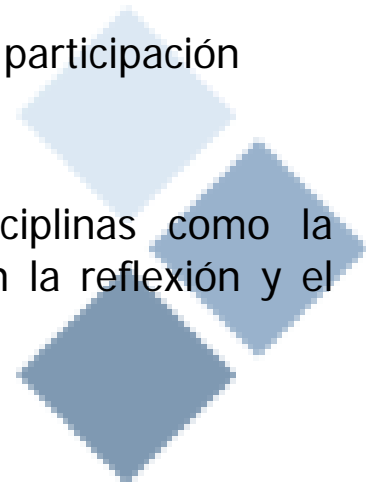 participación
ciplinas como la
la reflexión y el